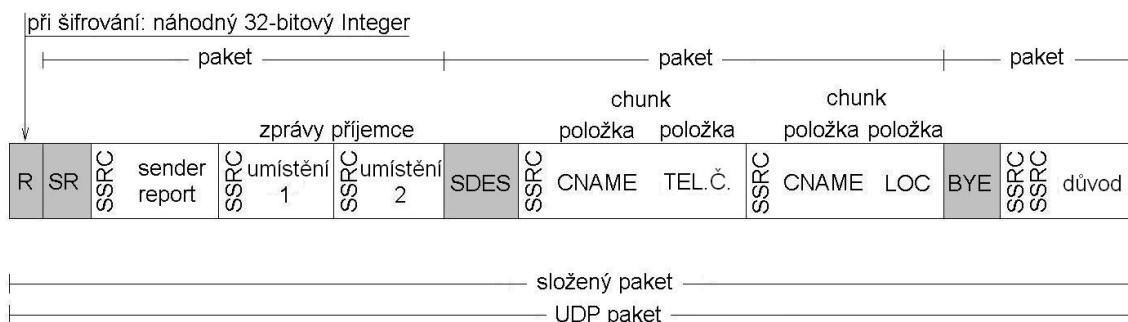 při šifrování: náhodný 32-bitový Integer
paket paket paket
chunk chunk
zprávy příjemce položka položka položka položka
R SR SSRC sender report SSRC umístění 1 SSRC umístění 2 SDES SSRC CNAME TEL.Č. SSRC CNAME LOC BYE SSRC SSRC důvod
složený paket
UDP paket